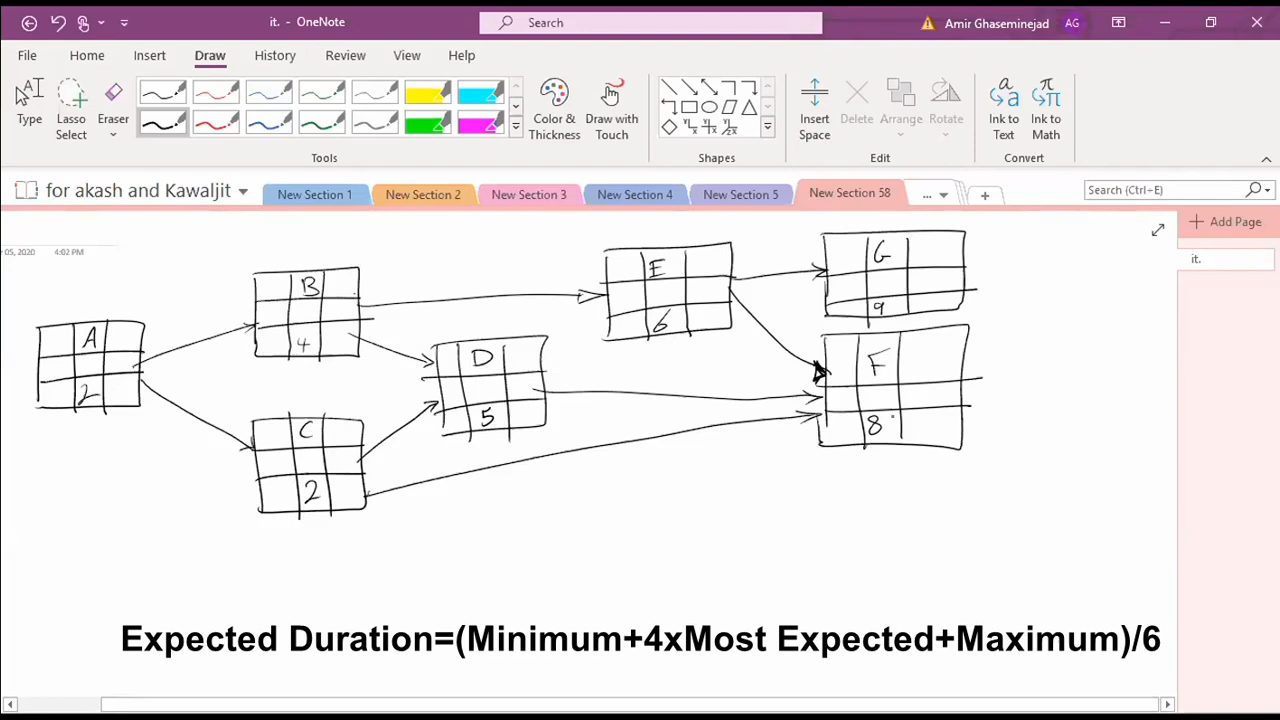 it. - OneNote
Search
Amir Ghaseminejad
AG
File
Home
Insert
Draw
History
Review
View
Help
Type
Lasso Select
Eraser
Color & Thickness
Draw with Touch
Insert Space
Delete
Arrange
Rotate
Ink to Text
Ink to Math
Tools
Shapes
Edit
Convert
for akash and Kawaljit
New Section 1
New Section 2
New Section 3
New Section 4
New Section 5
New Section 58
...
Search (Ctrl+E)
Add Page
it.
05, 2020
4:02 PM
A
2
B
4
C
2
D
5
E
6
G
9
F
8
Expected Duration=(Minimum+4xMost Expected+Maximum)/6